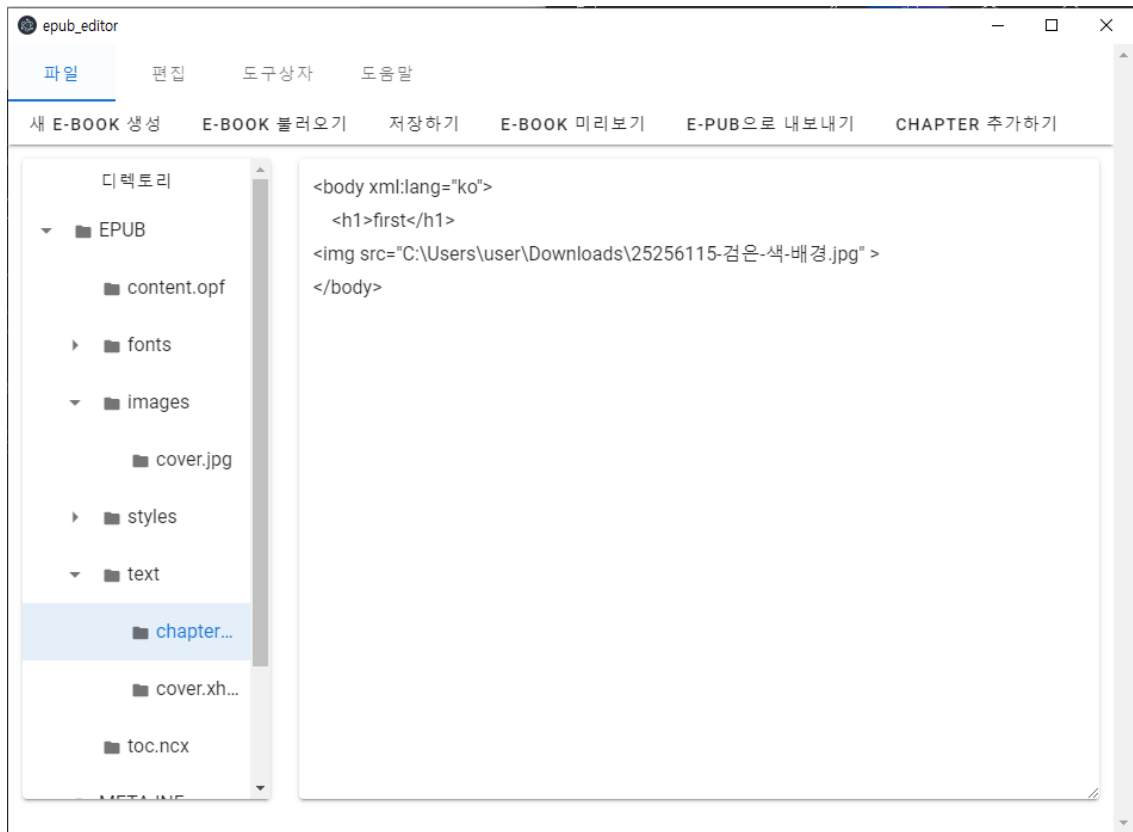 epub_editor
파일 편집 도구상자 도움말
새 E-BOOK 생성 E-BOOK 불러오기 저장하기 E-BOOK 미리보기 E-PUB으로 내보내기 CHAPTER 추가하기
디렉토리
EPUB
content.opf
fonts
images
cover.jpg
styles
text
chapter...
cover.xh...
toc.ncx
META-INF
<body xml:lang="ko">
<h1>first</h1>
<img src="C:\Users\user\Downloads\25256115-검은-색-배경.jpg" >
</body>